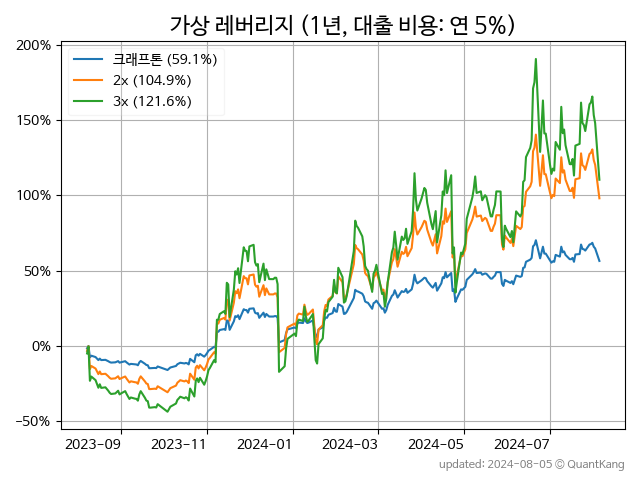 가상 레버리지 (1년, 대출 비용: 연 5%)
200%
150%
100%
50%
0%
−50%
크래프톤 (59.1%)
2x (104.9%)
3x (121.6%)
2023-09
2023-11
2024-01
2024-03
2024-05
2024-07
updated: 2024-08-05 © QuantKang